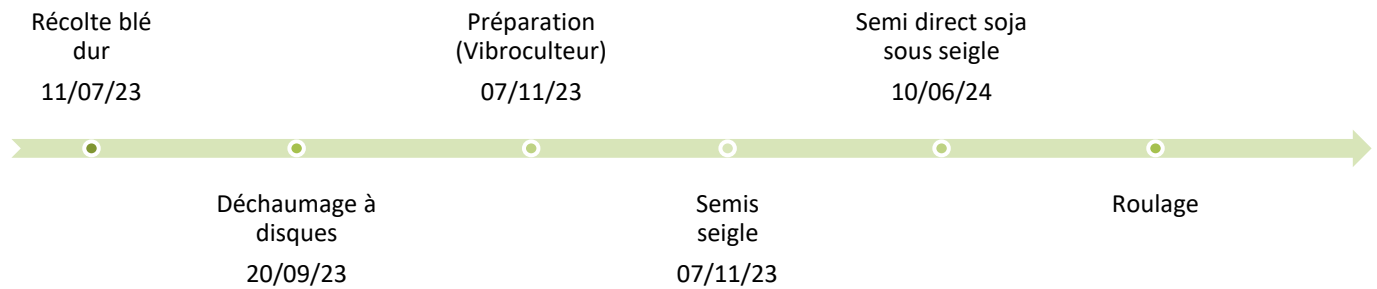 Récolte blé
dur
11/07/23
Préparation
(Vibroculteur)
07/11/23
Semi direct soja
sous seigle
10/06/24
Déchaumage à
disques
20/09/23
Semis
seigle
07/11/23
Roulage